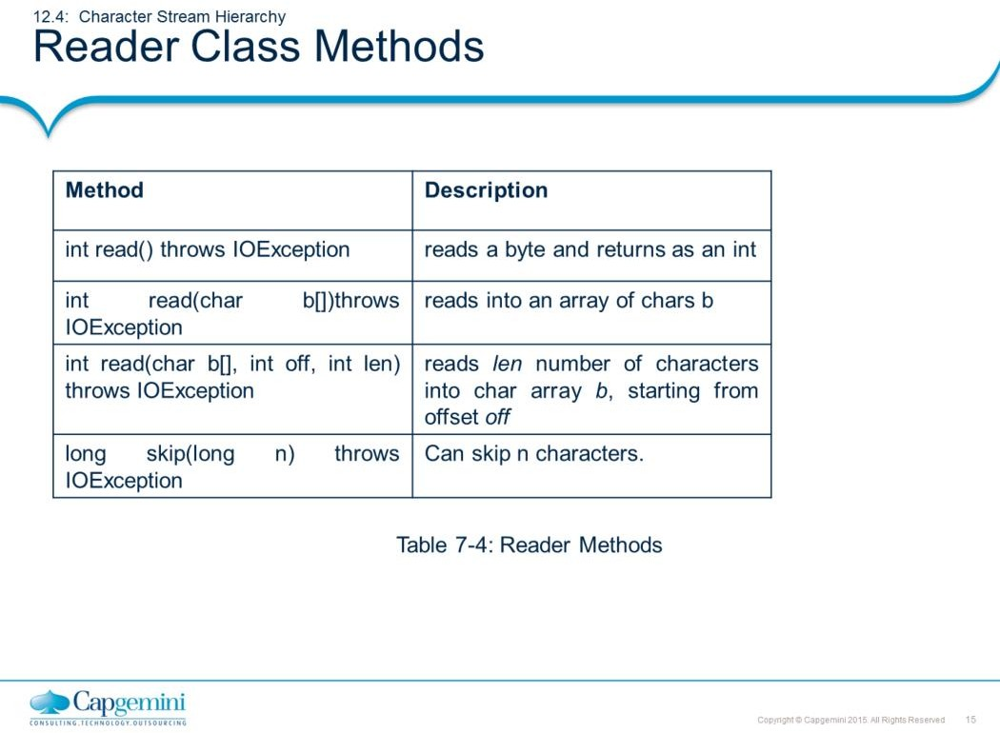 12.4: Character Stream Hierarchy
Reader Class Methods
Method
Description
int read() throws IOException
reads a byte and returns as an int
int read(char b[])throws
IOException
reads into an array of chars b
int read(char b[], int off, int len)
throws IOException
reads len number of characters
into char array b, starting from
offset off
long skip(long n) throws
IOException
Can skip n characters.
Table 7-4: Reader Methods
Capgemini
CONSULTING.TECHNOLOGY.OUTSOURCING
Copyright © Capgemini 2015. All Rights Reserved 15